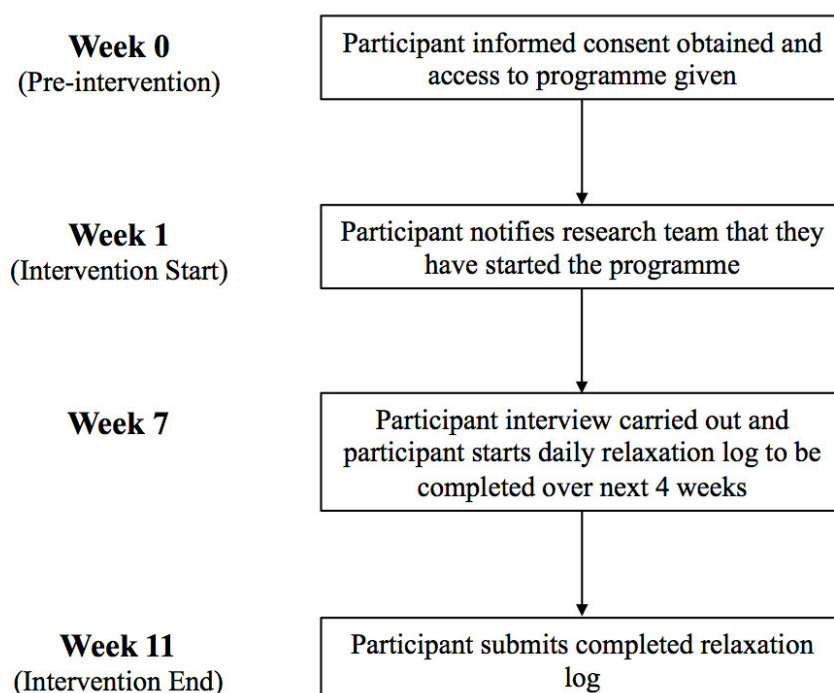 Week 0
(Pre-intervention)
Participant informed consent obtained and
access to programme given
Week 1
(Intervention Start)
Participant notifies research team that they
have started the programme
Week 7
Participant interview carried out and
participant starts daily relaxation log to be
completed over next 4 weeks
Week 11
(Intervention End)
Participant submits completed relaxation
log